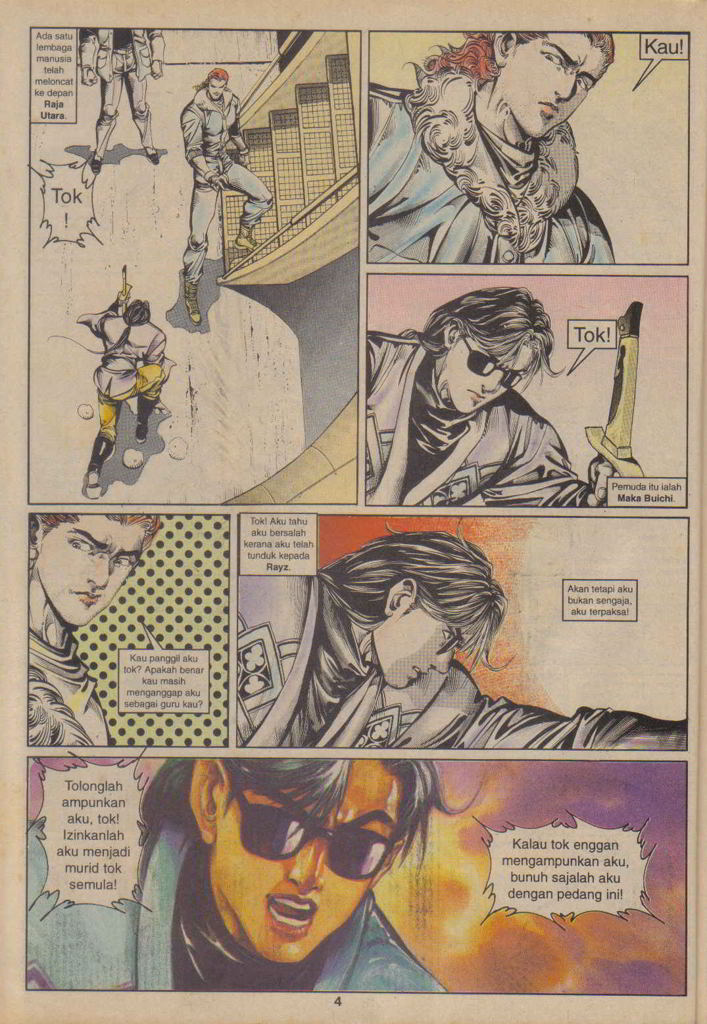 Ada satu
lembaga
manusia
telah
meloncat
ke depan
Raja
Utara.
Tok
!
Kau!
Tok!
Pemuda itu ialah
Maka Buichi.
Kau panggil aku
tok? Apakah benar
kau masih
menganggap aku
sebagai guru kau?
Tok! Aku tahu
aku bersalah
kerana aku telah
tunduk kepada
Rayz.
Akan tetapi aku
bukan sengaja,
aku terpaksa!
Tolonglah
ampunkan
aku, tok!
Izinkanlah
aku menjadi
murid tok
semula!
Kalau tok enggan
mengampunkan aku,
bunuh sajalah aku
dengan pedang ini!
4